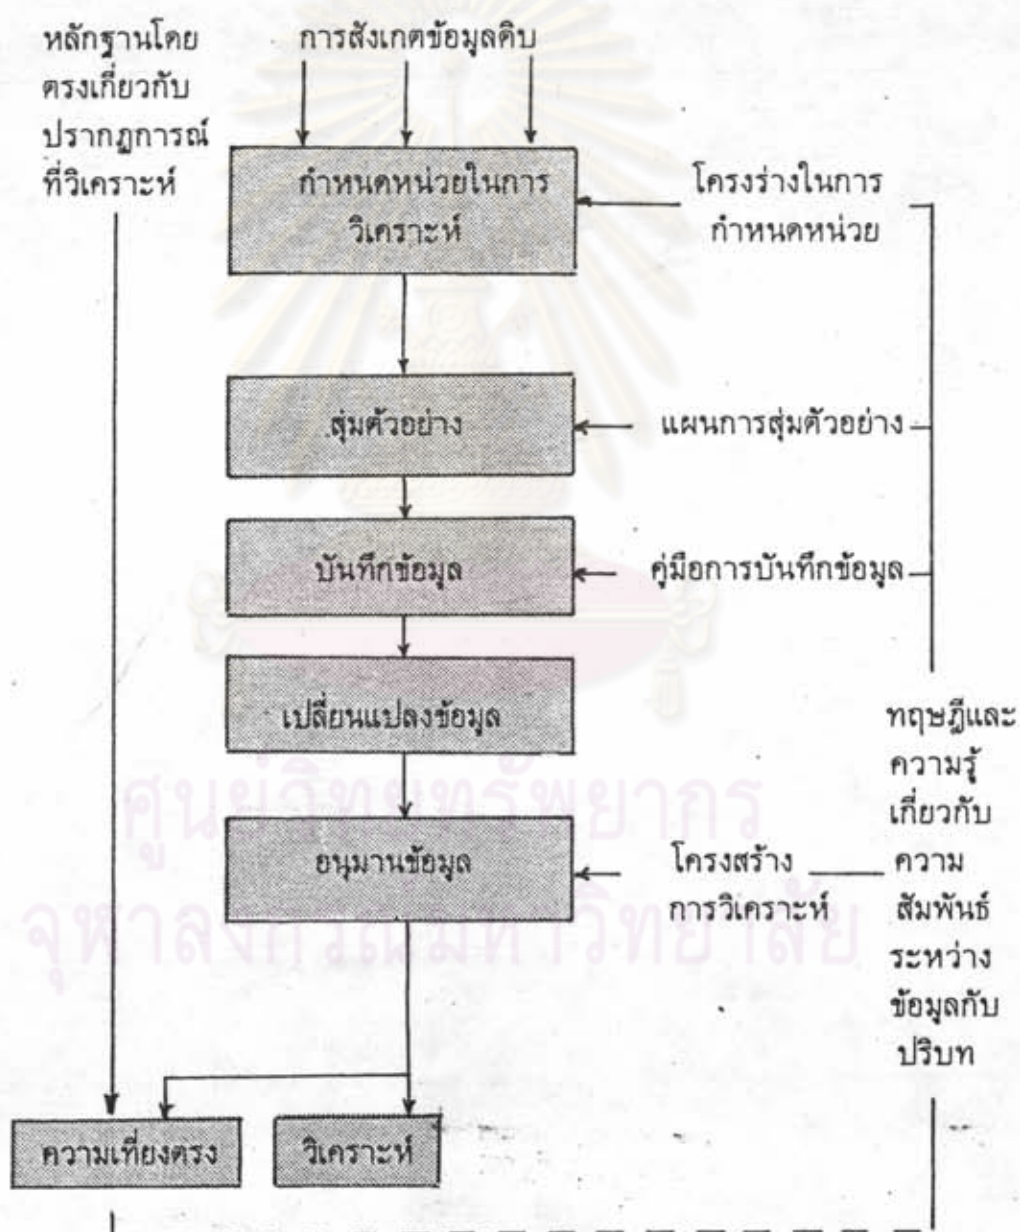 หลักฐานโดย
ตรงเกี่ยวกับ
ปรากฏการณ์
ที่วิเคราะห์
การสังเกตข้อมูลดิบ
กำหนดหน่วยในการ
วิเคราะห์
โครงร่างในการ
กำหนดหน่วย
สุ่มตัวอย่าง
แผนการสุ่มตัวอย่าง
บันทึกข้อมูล
คู่มือการบันทึกข้อมูล
เปลี่ยนแปลงข้อมูล
อนุมานข้อมูล
โครงสร้าง
การวิเคราะห์
ทฤษฎีและ
ความรู้
เกี่ยวกับ
ความ
สัมพันธ์
ระหว่าง
ข้อมูลกับ
ปริบท
ความเที่ยงตรง
วิเคราะห์
ศูนย์วิทยทรัพยากร
จุฬาลงกรณ์มหาวิทยาลัย